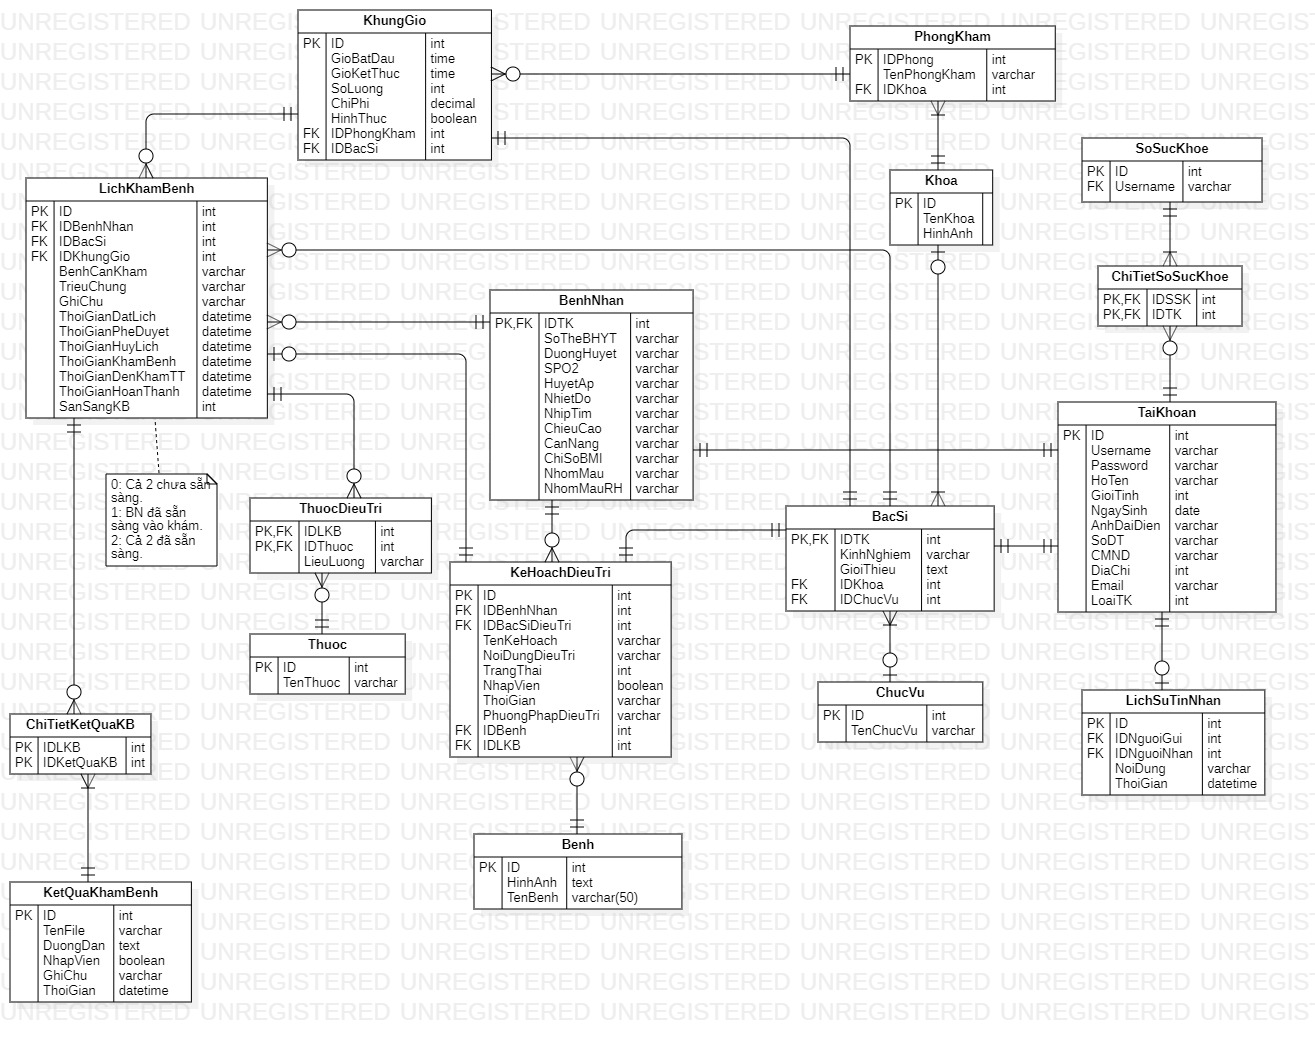 KhungGio
PK ID int
GioBatDau time
GioKetThuc time
SoLuong int
ChiPhi decimal
HinhThuc boolean
FK IDPhongKham int
FK IDBacSi int
PhongKham
PK IDPhong int
TenPhongKham varchar
FK IDKhoa int
SoSucKhoe
PK ID int
FK Username varchar
Khoa
PK ID
TenKhoa
HinhAnh
LichKhamBenh
PK ID int
FK IDBenhNhan int
FK IDBacSi int
FK IDKhungGio int
BenhCanKham varchar
TrieuChung varchar
GhiChu varchar
ThoiGianDatLich datetime
ThoiGianPheDuyet datetime
ThoiGianHuyLich datetime
ThoiGianKhamBenh datetime
ThoiGianDenKhamTT datetime
ThoiGianHoanThanh datetime
SanSangKB int
ChiTietSoSucKhoe
PK,FK IDSSK int
PK,FK IDTK int
BenhNhan
PK,FK IDTK int
SoTheBHYT varchar
DuongHuyet varchar
SPO2 varchar
HuyetAp varchar
NhietDo varchar
NhipTim varchar
ChieuCao varchar
CanNang varchar
ChiSoBMI varchar
NhomMau varchar
NhomMauRH varchar
TaiKhoan
PK ID int
Username varchar
Password varchar
HoTen varchar
GioiTinh int
NgaySinh date
AnhDaiDien varchar
SoDT varchar
CMND varchar
DiaChi int
Email varchar
LoaiTK int
0: Cả 2 chưa sẵn
sàng.
1: BN đã sẵn
sàng vào khám.
2: Cả 2 đã sẵn
sàng.
ThuocDieuTri
PK,FK IDLKB int
PK,FK IDThuoc int
LieuLuong varchar
BacSi
PK,FK IDTK int
KinhNghiem varchar
GioiThieu text
FK IDKhoa int
FK IDChucVu int
KeHoachDieuTri
PK ID int
FK IDBenhNhan int
FK IDBacSiDieuTri int
TenKeHoach varchar
NoiDungDieuTri varchar
TrangThai int
NhapVien boolean
ThoiGian varchar
PhuongPhapDieuTri varchar
FK IDBenh int
FK IDLKB int
Thuoc
PK ID int
TenThuoc varchar
ChucVu
PK ID int
TenChucVu varchar
LichSuTinNhan
PK ID int
FK IDNguoiGui int
FK IDNguoiNhan int
NoiDung varchar
ThoiGian datetime
ChiTietKetQuaKB
PK IDLKB int
PK IDKetQuaKB int
Benh
PK ID int
HinhAnh text
TenBenh varchar(50)
KetQuaKhamBenh
PK ID int
TenFile varchar
DuongDan text
NhapVien boolean
GhiChu varchar
ThoiGian datetime
UNREGISTERED